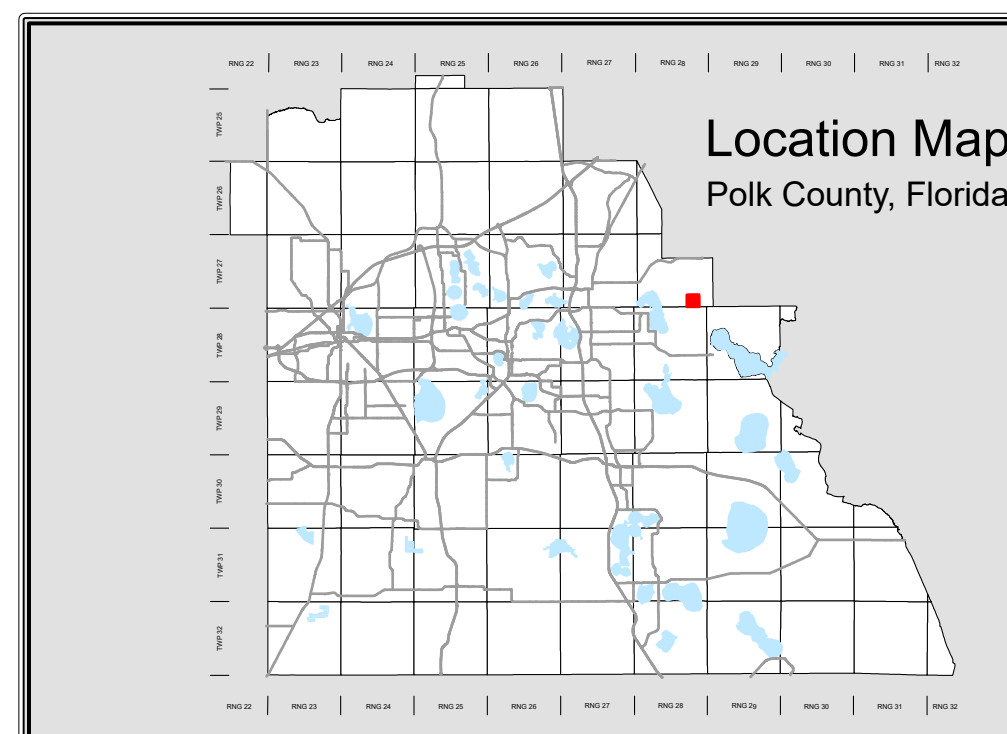 RNG 22 RNG 23 RNG 24 RNG 25 RNG 26 RNG 27 RNG 28 RNG 29 RNG 30 RNG 31 RNG 32
Location Map
Polk County, Florida
TWP 25
TWP 26
TWP 27
TWP 28
TWP 29
TWP 30
TWP 31
TWP 32
RNG 22 RNG 23 RNG 24 RNG 25 RNG 26 RNG 27 RNG 28 RNG 29 RNG 30 RNG 31 RNG 32